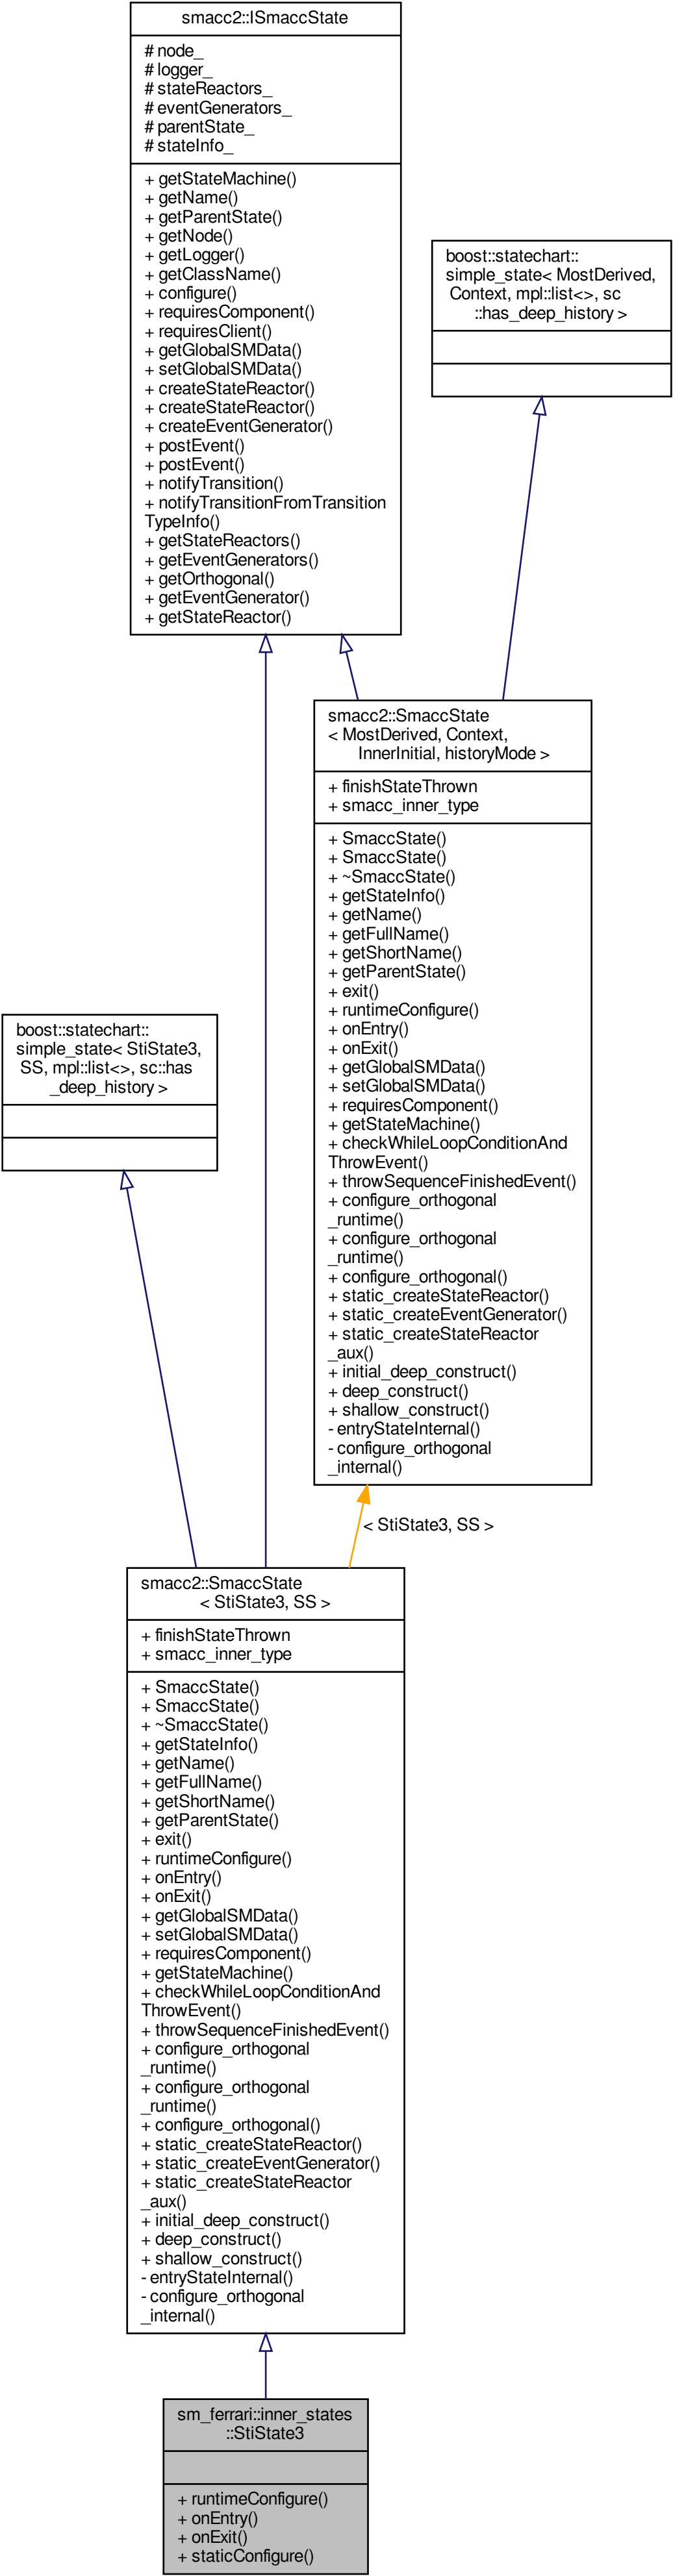 smacc2::ISmaccState
# node_
# logger_
# stateReactors_
# eventGenerators_
# parentState_
# stateInfo_
+ getStateMachine()
+ getName()
+ getParentState()
+ getNode()
+ getLogger()
+ getClassName()
+ configure()
+ requiresComponent()
+ requiresClient()
+ getGlobalSMData()
+ setGlobalSMData()
+ createStateReactor()
+ createStateReactor()
+ createEventGenerator()
+ postEvent()
+ postEvent()
+ notifyTransition()
+ notifyTransitionFromTransition
TypeInfo()
+ getStateReactors()
+ getEventGenerators()
+ getOrthogonal()
+ getEventGenerator()
+ getStateReactor()
boost::statechart::
simple_state< MostDerived,
Context, mpl::list<>, sc
::has_deep_history >
smacc2::SmaccState
< MostDerived, Context,
InnerInitial, historyMode >
+ finishStateThrown
+ smacc_inner_type
+ SmaccState()
+ SmaccState()
+ ~SmaccState()
+ getStateInfo()
+ getName()
+ getFullName()
+ getShortName()
+ getParentState()
+ exit()
+ runtimeConfigure()
+ onEntry()
+ onExit()
+ getGlobalSMData()
+ setGlobalSMData()
+ requiresComponent()
+ getStateMachine()
+ checkWhileLoopConditionAnd
ThrowEvent()
+ throwSequenceFinishedEvent()
+ configure_orthogonal
_runtime()
+ configure_orthogonal
_runtime()
+ configure_orthogonal()
+ static_createStateReactor()
+ static_createEventGenerator()
+ static_createStateReactor
_aux()
+ initial_deep_construct()
+ deep_construct()
+ shallow_construct()
- entryStateInternal()
- configure_orthogonal
_internal()
boost::statechart::
simple_state< StiState3,
SS, mpl::list<>, sc::has
_deep_history >
< StiState3, SS >
smacc2::SmaccState
< StiState3, SS >
+ finishStateThrown
+ smacc_inner_type
+ SmaccState()
+ SmaccState()
+ ~SmaccState()
+ getStateInfo()
+ getName()
+ getFullName()
+ getShortName()
+ getParentState()
+ exit()
+ runtimeConfigure()
+ onEntry()
+ onExit()
+ getGlobalSMData()
+ setGlobalSMData()
+ requiresComponent()
+ getStateMachine()
+ checkWhileLoopConditionAnd
ThrowEvent()
+ throwSequenceFinishedEvent()
+ configure_orthogonal
_runtime()
+ configure_orthogonal
_runtime()
+ configure_orthogonal()
+ static_createStateReactor()
+ static_createEventGenerator()
+ static_createStateReactor
_aux()
+ initial_deep_construct()
+ deep_construct()
+ shallow_construct()
- entryStateInternal()
- configure_orthogonal
_internal()
sm_ferrari::inner_states
::StiState3
+ runtimeConfigure()
+ onEntry()
+ onExit()
+ staticConfigure()